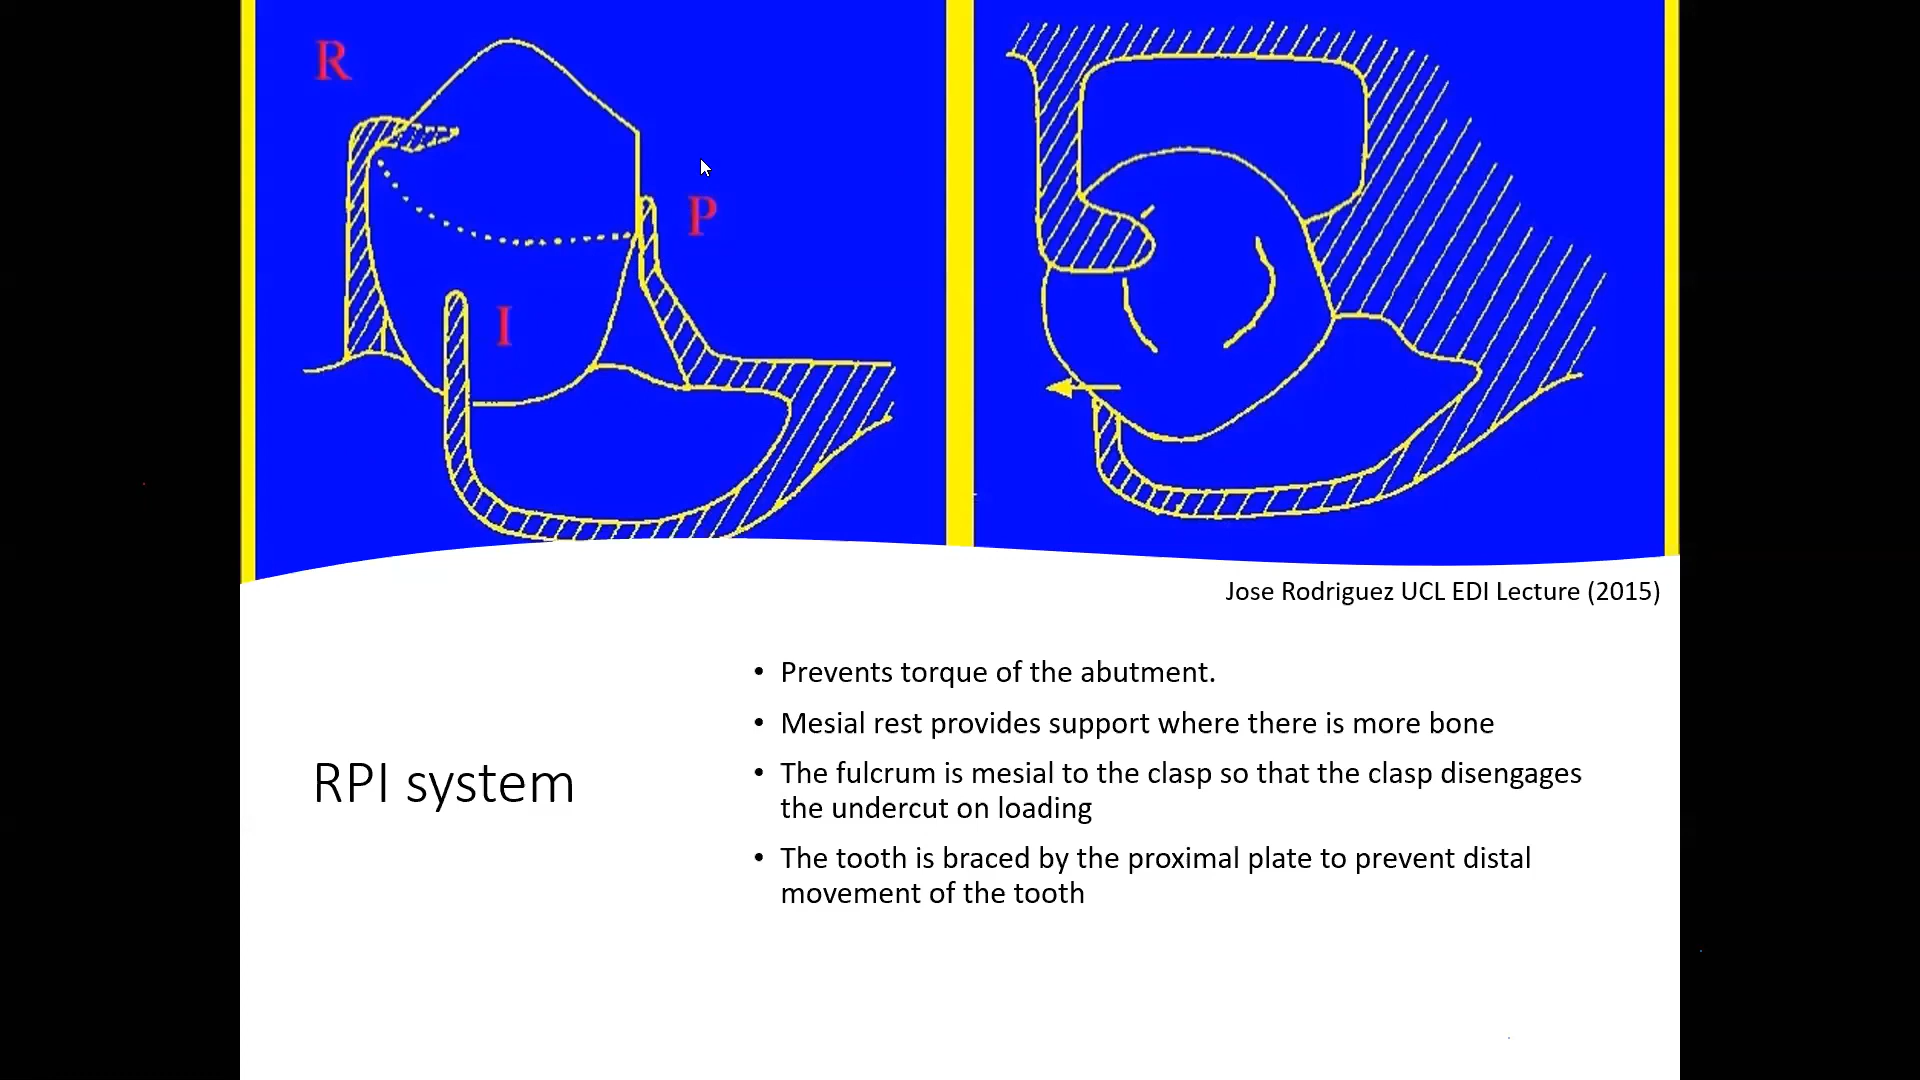 R
P
I
Jose Rodriguez UCL EDI Lecture (2015)
RPI system
• Prevents torque of the abutment.
• Mesial rest provides support where there is more bone
• The fulcrum is mesial to the clasp so that the clasp disengages
the undercut on loading
• The tooth is braced by the proximal plate to prevent distal
movement of the tooth